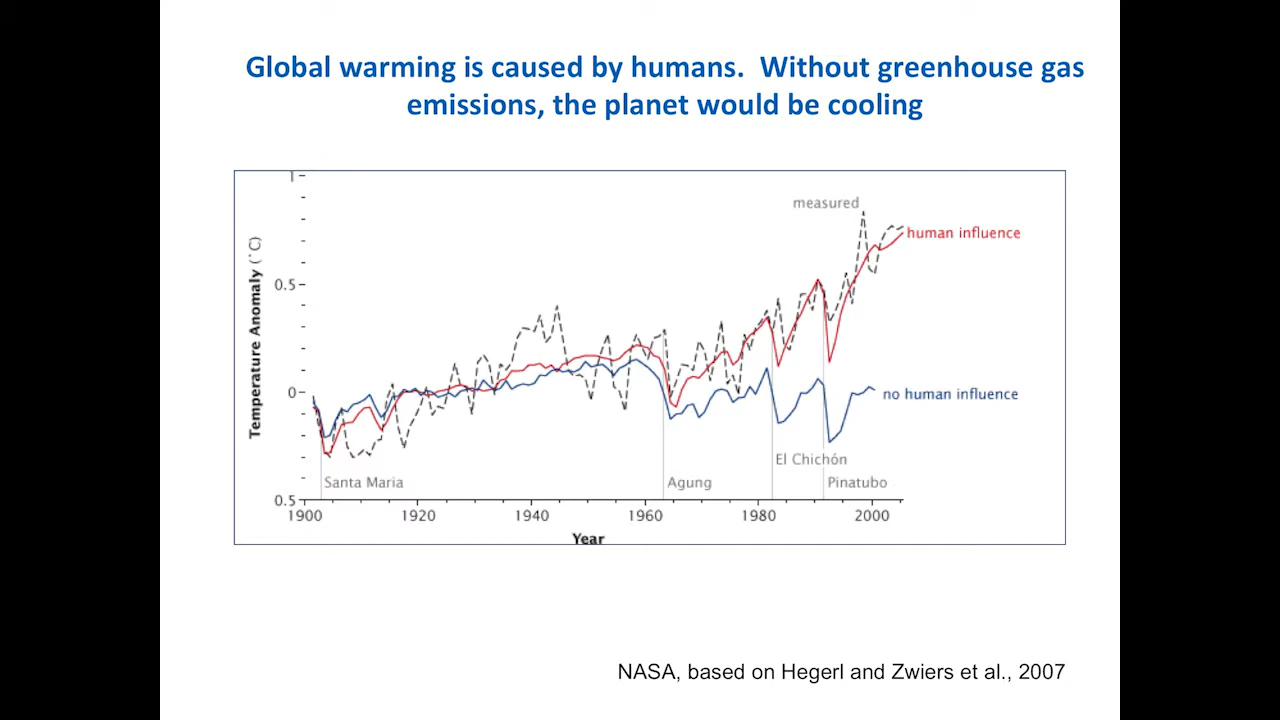 Global warming is caused by humans.  Without greenhouse gas
emissions, the planet would be cooling
1
measured
human influence
0.5
Temperature Anomaly (°C)
0
no human influence
El Chichón
Santa Maria
Agung
Pinatubo
0.5
1900
1920
1940
1960
1980
2000
Year
NASA, based on Hegerl and Zwiers et al., 2007